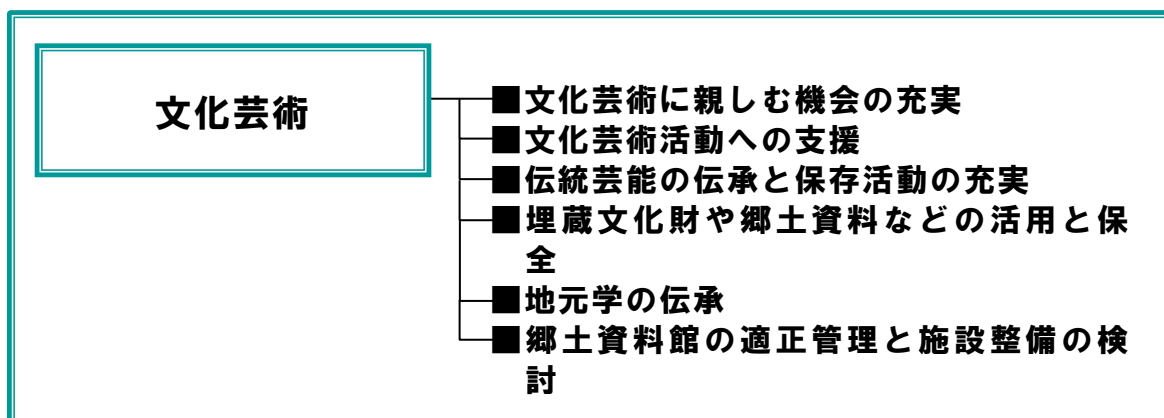 文化芸術
■文化芸術に親しむ機会の充実
■文化芸術活動への支援
■伝統芸能の伝承と保存活動の充実
■埋蔵文化財や郷土資料などの活用と保
全
■地元学の伝承
■郷土資料館の適正管理と施設整備の検
討